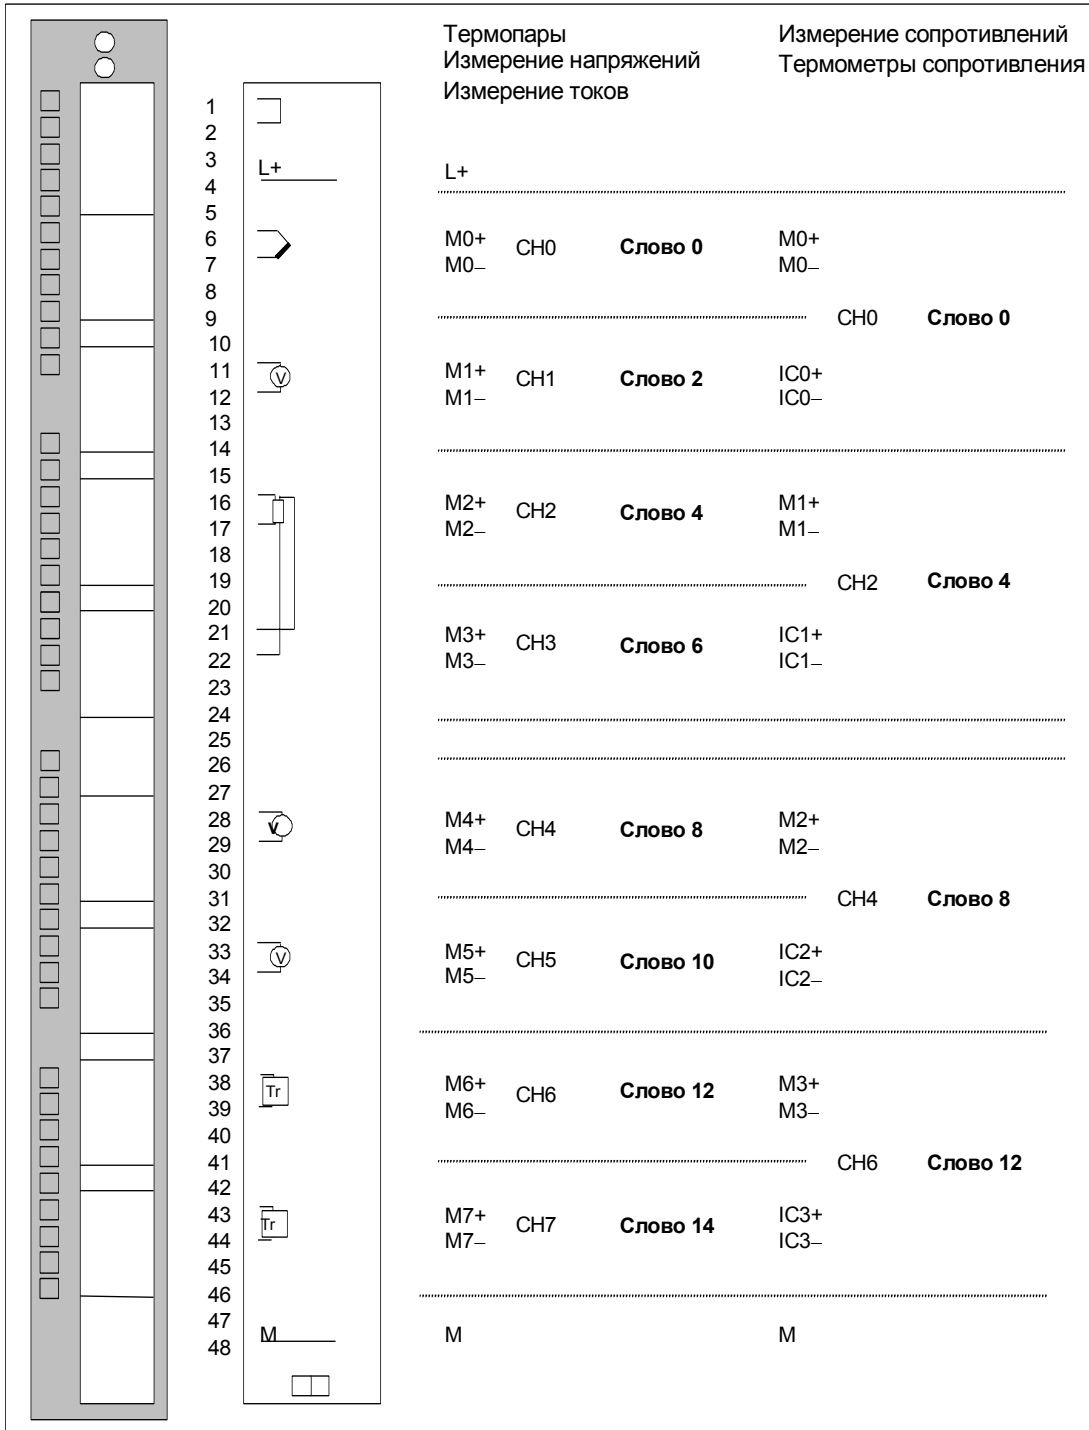 Термопары Измерение сопротивлений
Измерение напряжений Термометры сопротивления
Измерение токов
1
2
3 L+ L+
4
5
6 M0+ CH0 Слово 0 M0+
7 M0– M0–
8
9 CH0 Слово 0
10
11 V M1+ CH1 Слово 2 IC0+
12 M1– IC0–
13
14
15
16 M2+ CH2 Слово 4 M1+
17 M2– M1–
18
19 CH2 Слово 4
20
21 M3+ CH3 Слово 6 IC1+
22 M3– IC1–
23
24
25
26
27
28 V M4+ CH4 Слово 8 M2+
29 M4– M2–
30
31 CH4 Слово 8
32
33 V M5+ CH5 Слово 10 IC2+
34 M5– IC2–
35
36
37
38 Tr M6+ CH6 Слово 12 M3+
39 M6– M3–
40
41 CH6 Слово 12
42
43 Tr M7+ CH7 Слово 14 IC3+
44 M7– IC3–
45
46
47 M M M
48